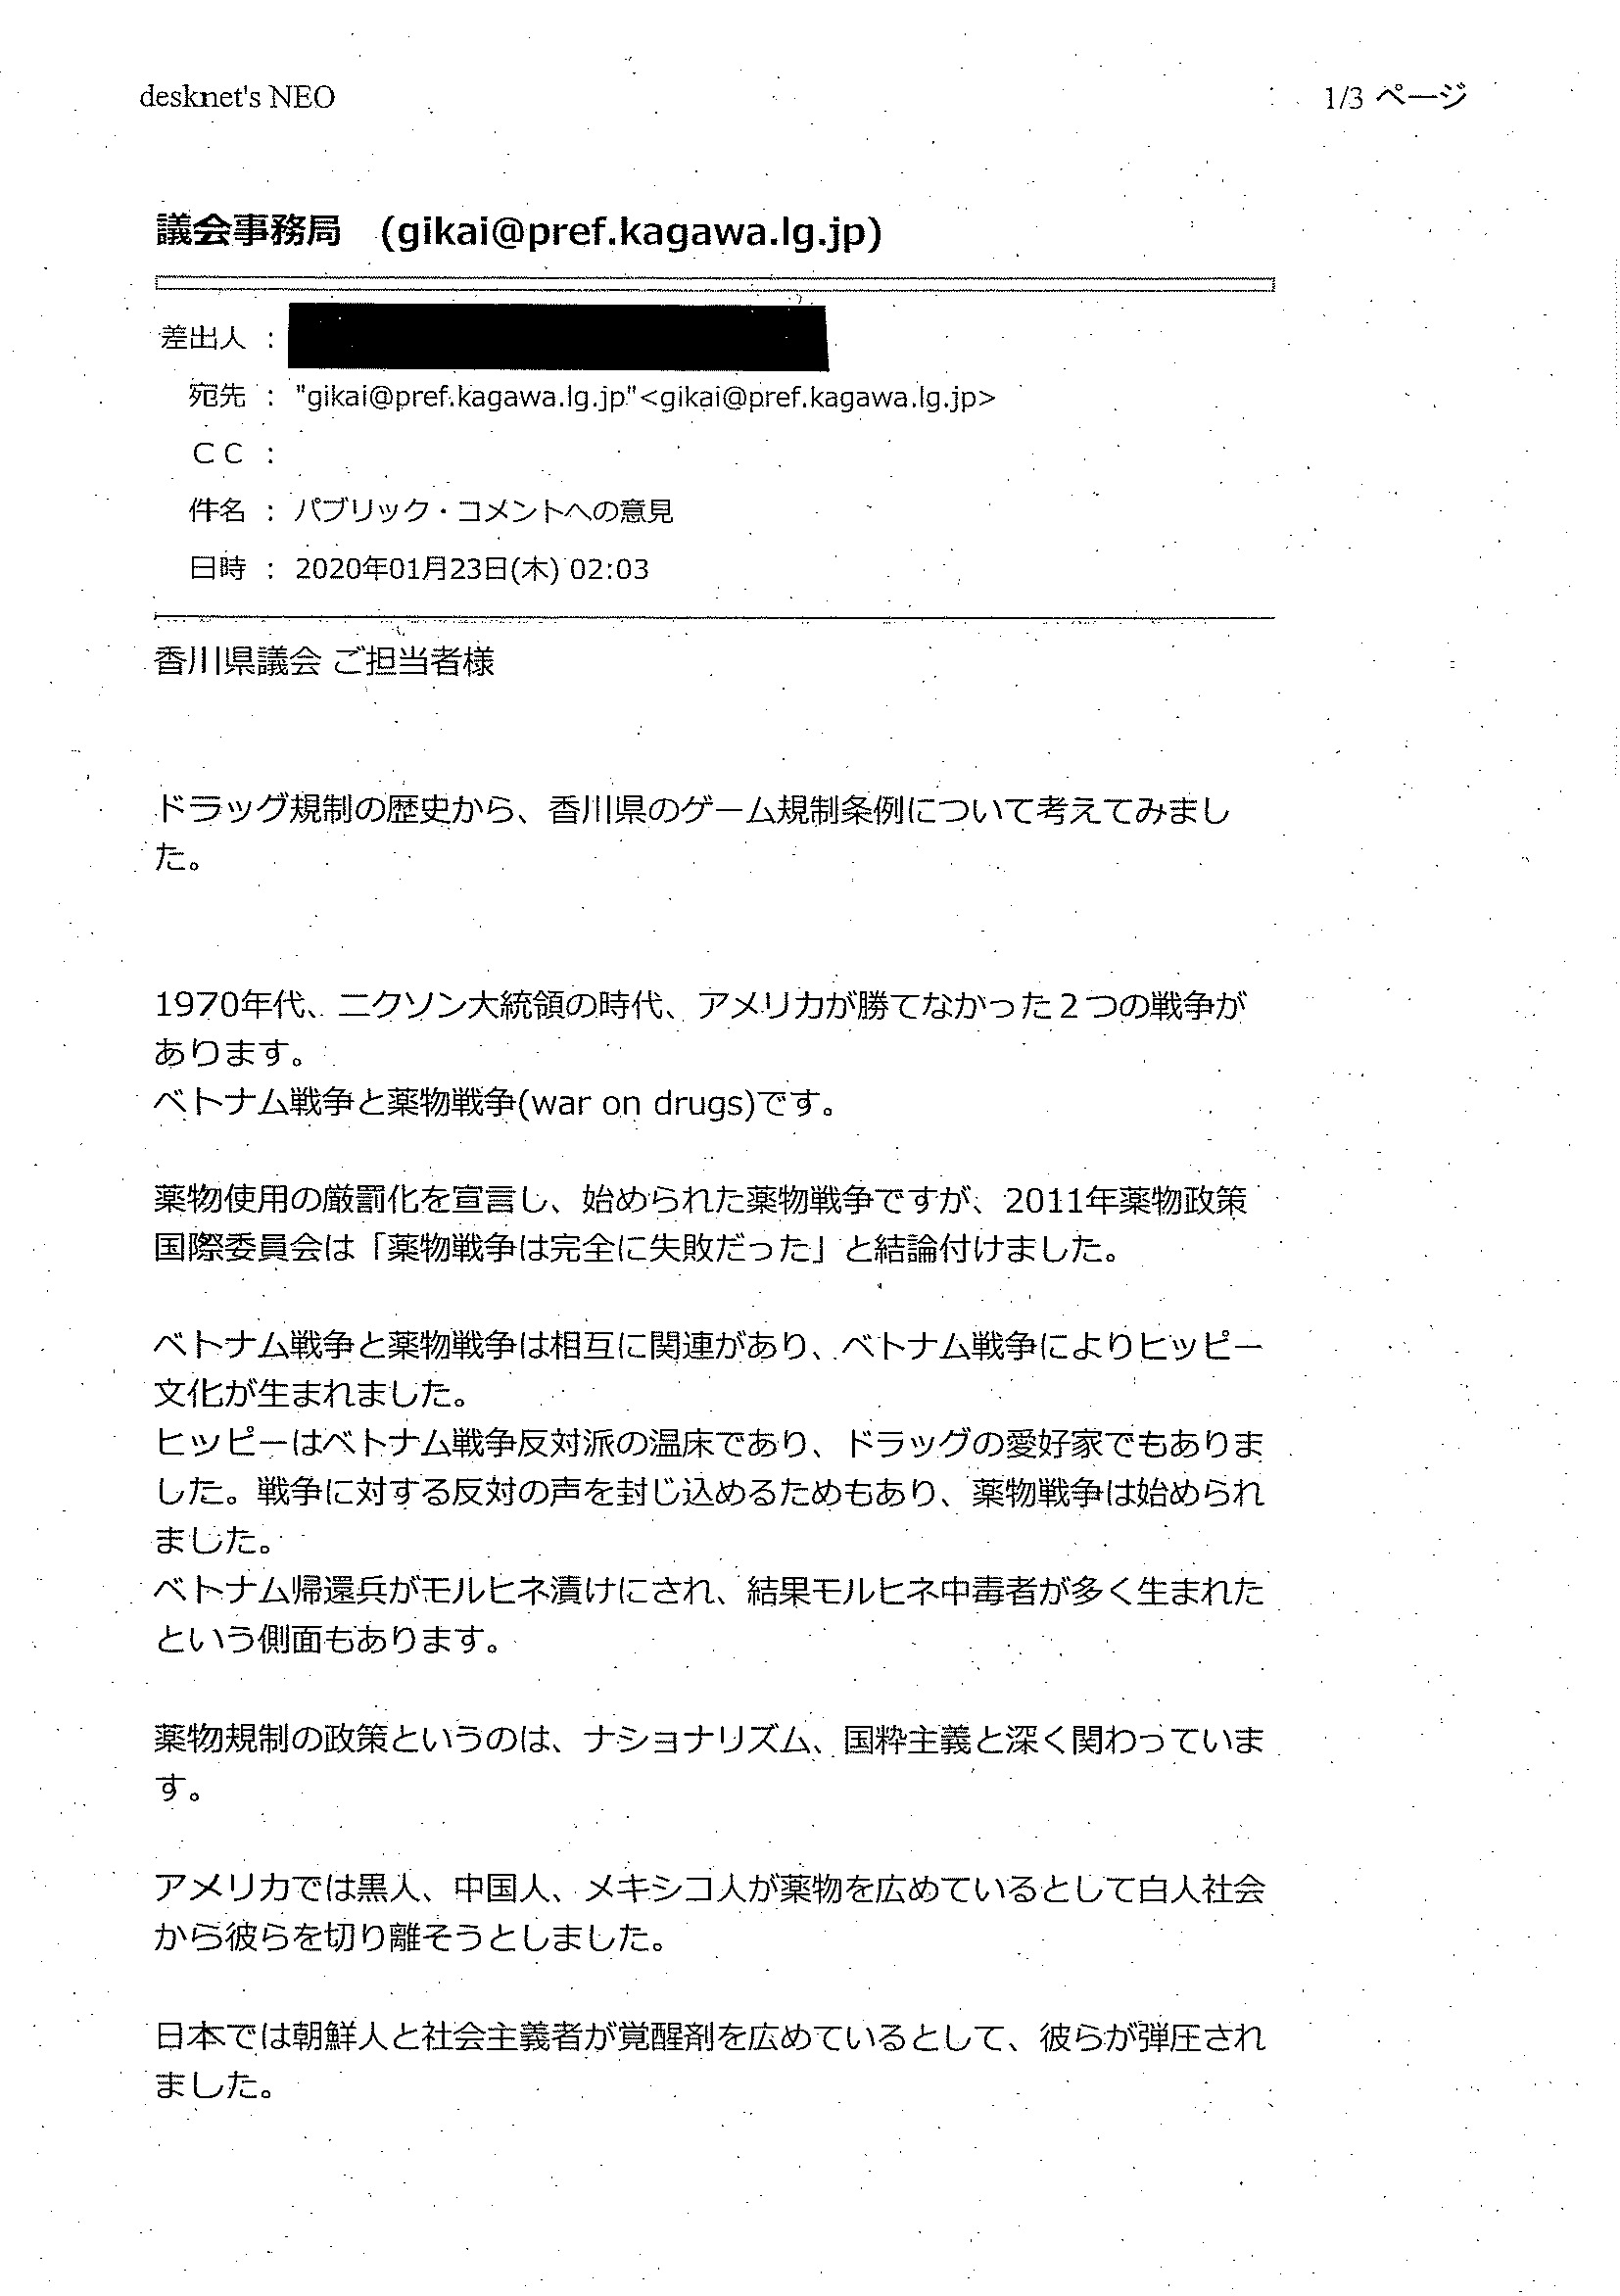 desknet's NEO
1/3 ページ
議会事務局 (gikai@pref.kagawa.lg.jp)
差出人 :
宛先 : "gikai@pref.kagawa.lg.jp"<gikai@pref.kagawa.lg.jp>
ＣＣ :
件名 : パブリック・コメントへの意見
日時 : 2020年01月23日(木) 02:03
香川県議会 ご担当者様
ドラッグ規制の歴史から、香川県のゲーム規制条例について考えてみまし
た。
1970年代、ニクソン大統領の時代、アメリカが勝てなかった２つの戦争が
あります。
ベトナム戦争と薬物戦争(war on drugs)です。
薬物使用の厳罰化を宣言し、始められた薬物戦争ですが、2011年薬物政策
国際委員会は「薬物戦争は完全に失敗だった」と結論付けました。
ベトナム戦争と薬物戦争は相互に関連があり、ベトナム戦争によりヒッピー
文化が生まれました。
ヒッピーはベトナム戦争反対派の温床であり、ドラッグの愛好家でもありま
した。戦争に対する反対の声を封じ込めるためもあり、薬物戦争は始められ
ました。
ベトナム帰還兵がモルヒネ漬けにされ、結果モルヒネ中毒者が多く生まれた
という側面もあります。
薬物規制の政策というのは、ナショナリズム、国粋主義と深く関わっていま
す。
アメリカでは黒人、中国人、メキシコ人が薬物を広めているとして白人社会
から彼らを切り離そうとしました。
日本では朝鮮人と社会主義者が覚醒剤を広めているとして、彼らが弾圧され
ました。